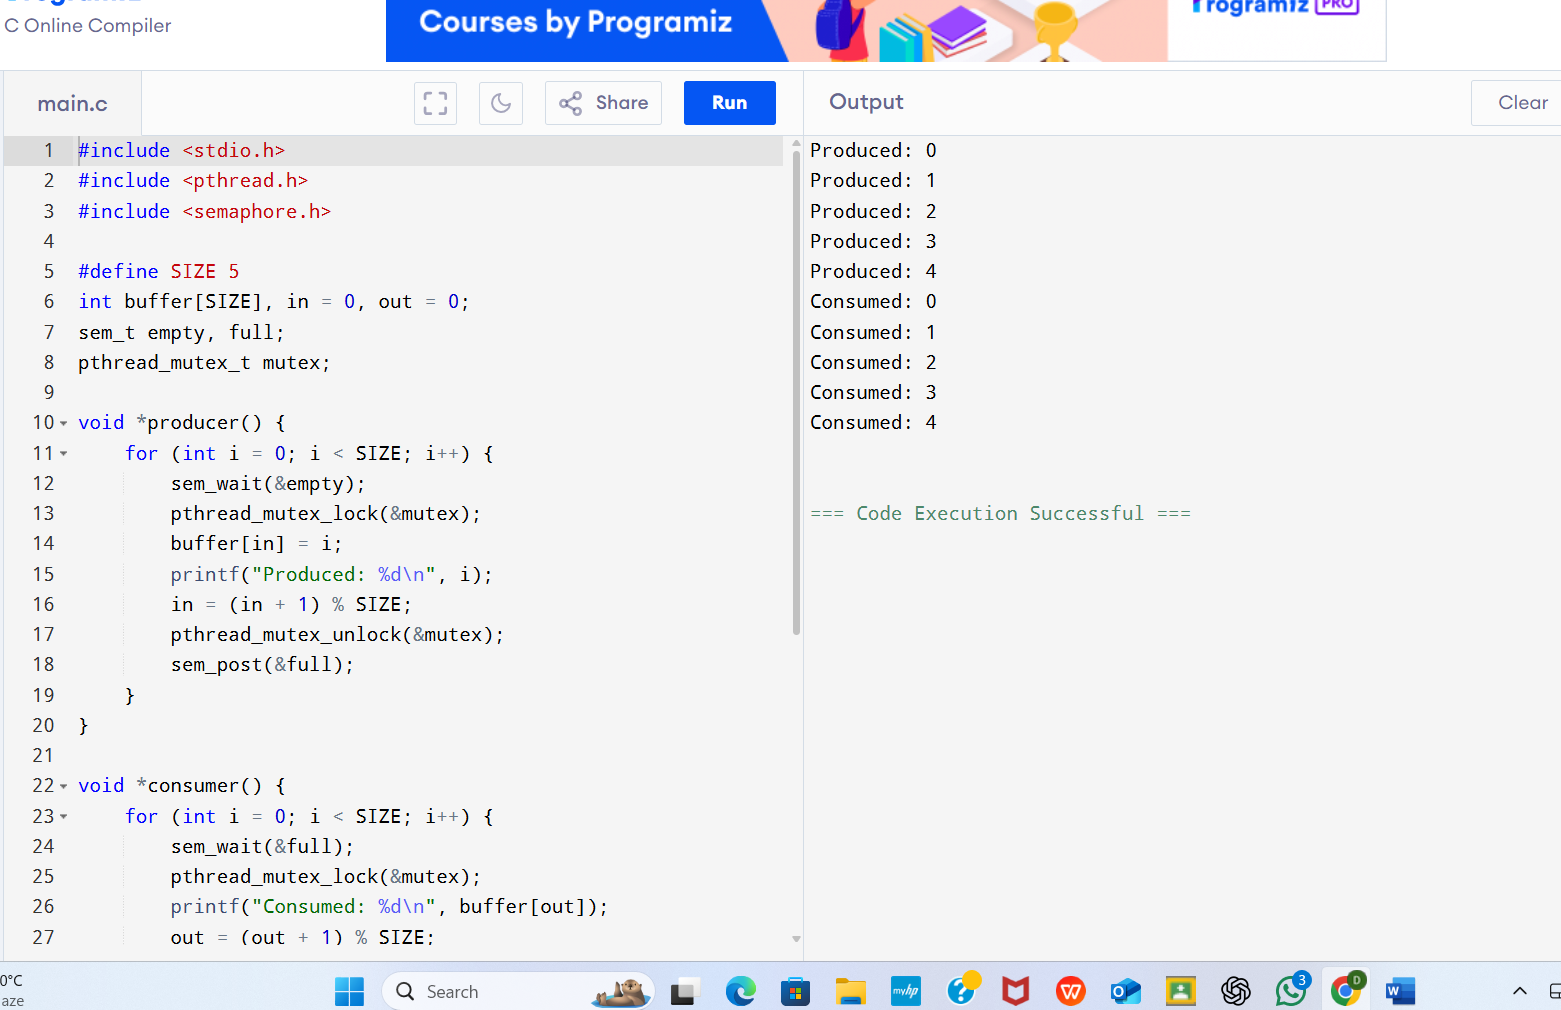 C Online Compiler
Courses by Programiz
Programiz PRO
main.c
Share
Run
Output
Clear
1 #include <stdio.h>
2 #include <pthread.h>
3 #include <semaphore.h>
4
5 #define SIZE 5
6 int buffer[SIZE], in = 0, out = 0;
7 sem_t empty, full;
8 pthread_mutex_t mutex;
9
10 void *producer() {
11 for (int i = 0; i < SIZE; i++) {
12 sem_wait(&empty);
13 pthread_mutex_lock(&mutex);
14 buffer[in] = i;
15 printf("Produced: %d\n", i);
16 in = (in + 1) % SIZE;
17 pthread_mutex_unlock(&mutex);
18 sem_post(&full);
19 }
20 }
21
22 void *consumer() {
23 for (int i = 0; i < SIZE; i++) {
24 sem_wait(&full);
25 pthread_mutex_lock(&mutex);
26 printf("Consumed: %d\n", buffer[out]);
27 out = (out + 1) % SIZE;
Produced: 0
Produced: 1
Produced: 2
Produced: 3
Produced: 4
Consumed: 0
Consumed: 1
Consumed: 2
Consumed: 3
Consumed: 4
=== Code Execution Successful ===
0°C
aze
Search
myhp
3
D